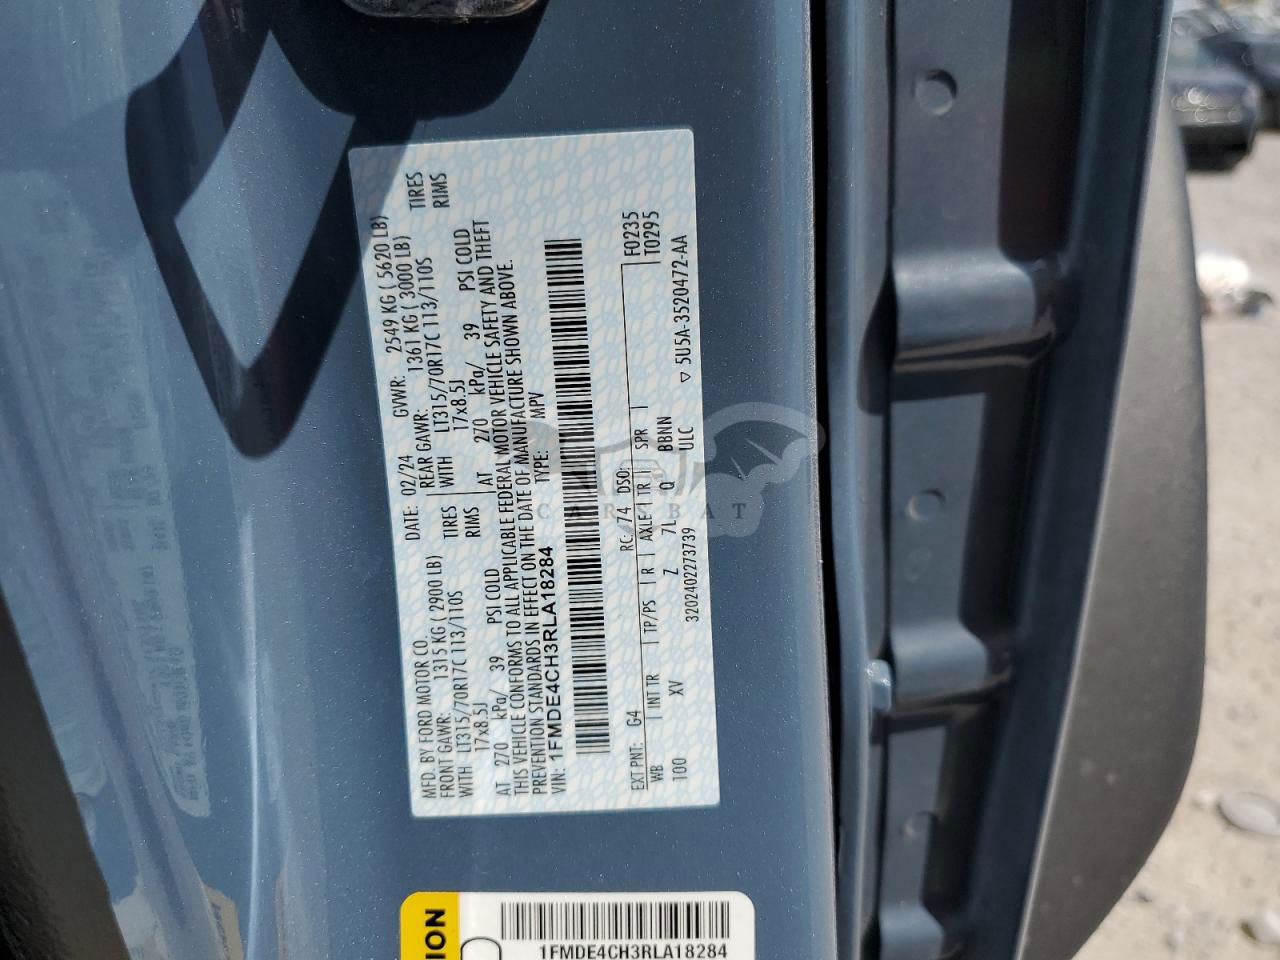 MFD. BY FORD MOTOR CO.
DATE: 02/24 GVWR: 2549 KG ( 5620 LB)
FRONT GAWR: 1315 KG ( 2900 LB) REAR GAWR: 1361 KG ( 3000 LB)
WITH LT315/70R17C 113/110S TIRES WITH LT315/70R17C 113/110S TIRES
17x8.5J RIMS 17x8.5J RIMS
AT 270 kPa/ 39 PSI COLD AT 270 kPa/ 39 PSI COLD
THIS VEHICLE CONFORMS TO ALL APPLICABLE FEDERAL MOTOR VEHICLE SAFETY AND THEFT
PREVENTION STANDARDS IN EFFECT ON THE DATE OF MANUFACTURE SHOWN ABOVE.
VIN: 1FMDE4CH3RLA18284 TYPE: MPV
EXT PNT: G4 RC: 74 DSO: F0235
WB INT TR TP/PS R AXLE TR SPR T0295
100 XV Z 7L Q BBNN
3202402273739 ULC 5U5A-3520472-AA
CARSBAT
ION
1FMDE4CH3RLA18284